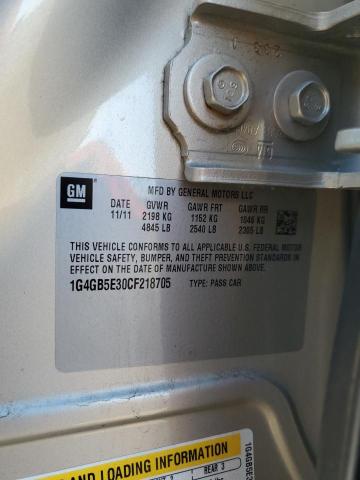 GM
MFD BY GENERAL MOTORS LLC
DATE GVWR GAWR FRT GAWR RR
11/11 2198 KG 1152 KG 1046 KG
4845 LB 2540 LB 2305 LB
THIS VEHICLE CONFORMS TO ALL APPLICABLE U.S. FEDERAL MOTOR
VEHICLE SAFETY, BUMPER, AND THEFT PREVENTION STANDARDS IN
EFFECT ON THE DATE OF MANUFACTURE SHOWN ABOVE.
1G4GB5E30CF218705 TYPE: PASS CAR
AND LOADING INFORMATION
REAR 3
1G4GB5E3